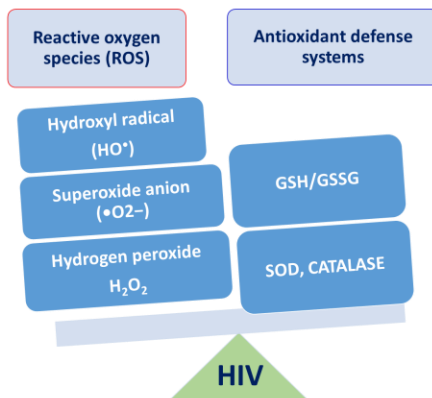 Reactive oxygen
species (ROS)
Antioxidant defense
systems
Hydroxyl radical
(HO•)
Superoxide anion
(●O2−)
Hydrogen peroxide
H₂O₂
GSH/GSSG
SOD, CATALASE
HIV